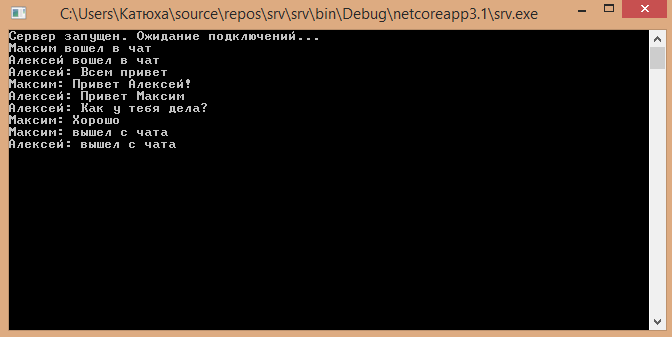 C:\Users\Катюха\source\repos\srv\srv\bin\Debug\netcoreapp3.1\srv.exe
Сервер запущен. Ожидание подключений...
Максим вошел в чат
Алексей вошел в чат
Алексей: Всем привет
Максим: Привет Алексей!
Алексей: Привет Максим
Алексей: Как у тебя дела?
Максим: Хорошо
Максим: вышел с чата
Алексей: вышел с чата